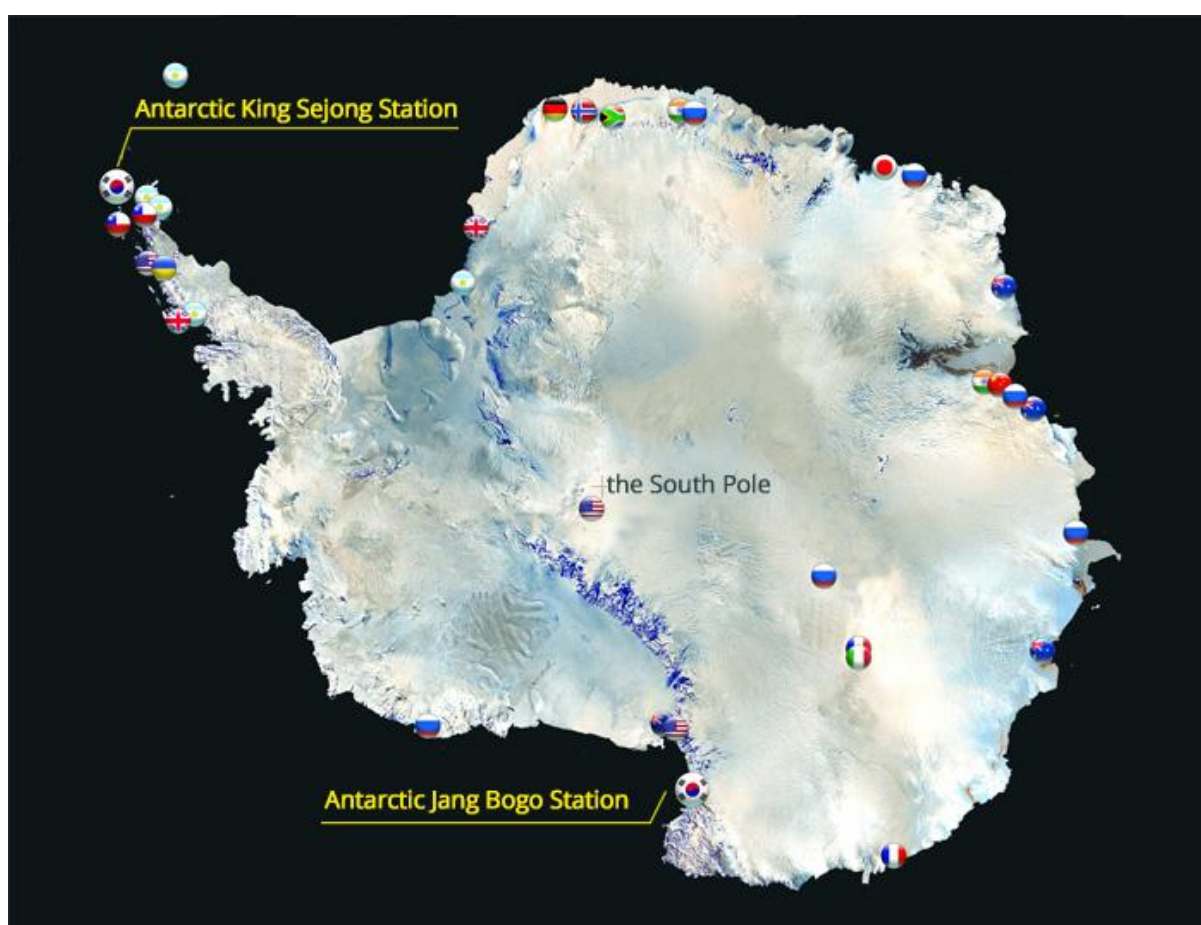 Antarctic King Sejong Station
the South Pole
Antarctic Jang Bogo Station